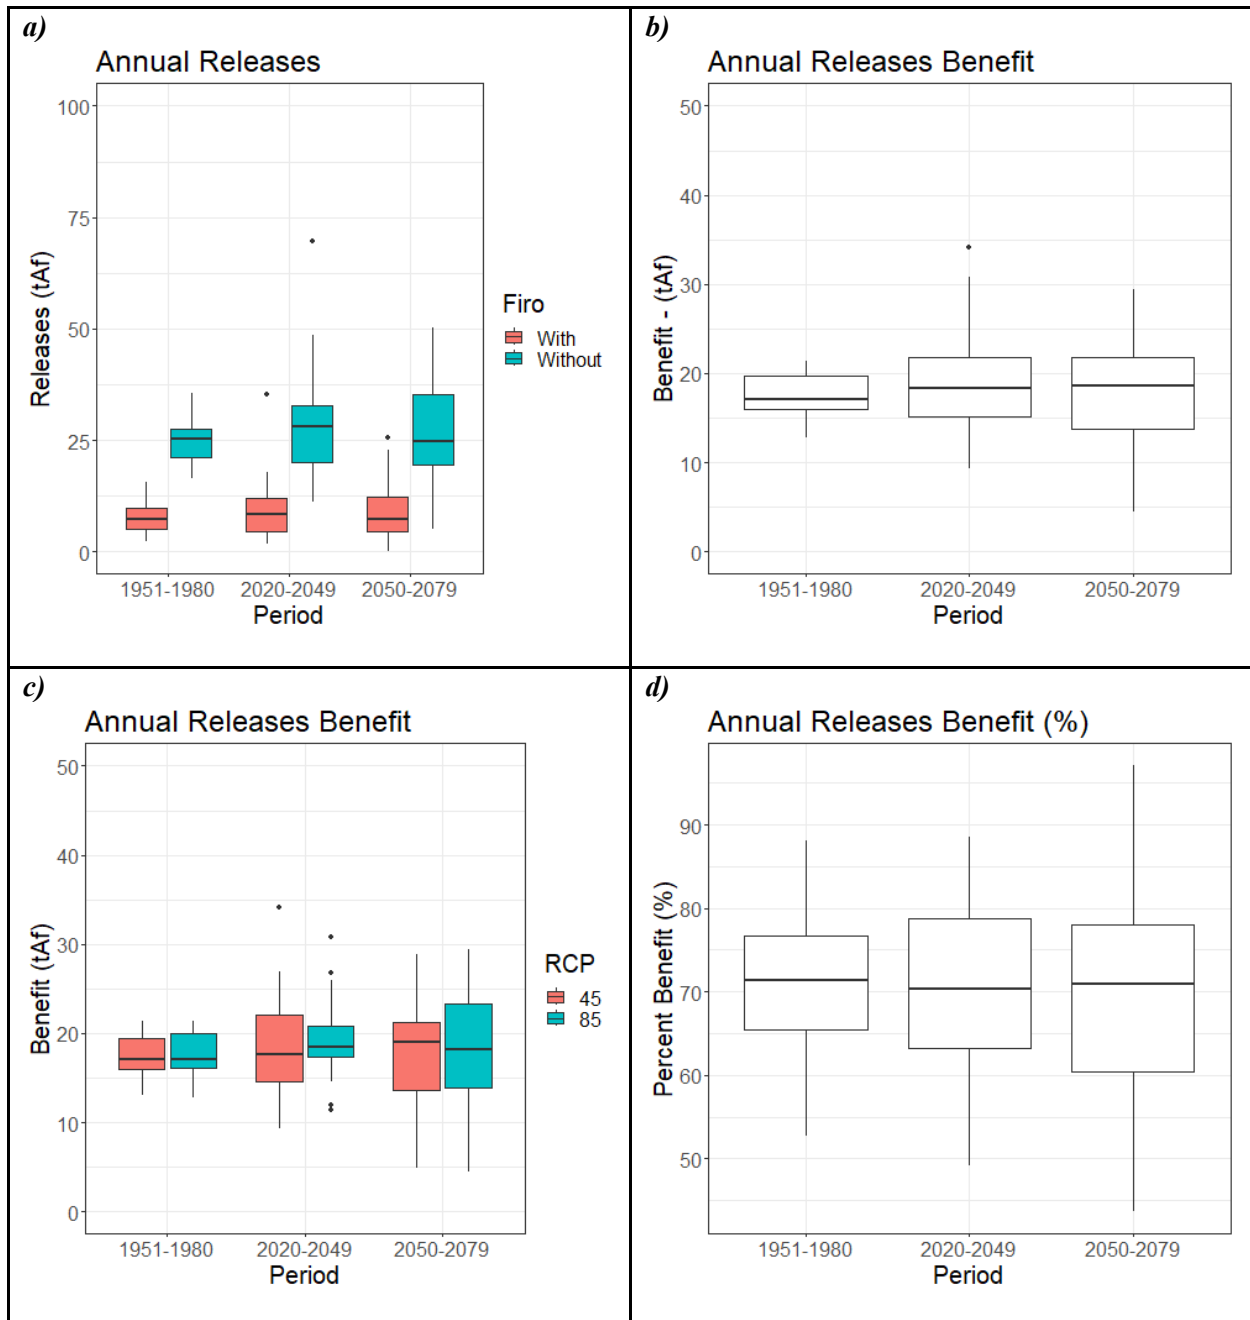 a)
Annual Releases
Releases (tAf)
100
75
50
25
0
1951-1980
2020-2049
2050-2079
Period
Firo
With
Without
b)
Annual Releases Benefit
Benefit - (tAf)
50
40
30
20
10
0
1951-1980
2020-2049
2050-2079
Period
c)
Annual Releases Benefit
Benefit (tAf)
50
40
30
20
10
0
1951-1980
2020-2049
2050-2079
Period
RCP
45
85
d)
Annual Releases Benefit (%)
Percent Benefit (%)
90
80
70
60
50
1951-1980
2020-2049
2050-2079
Period